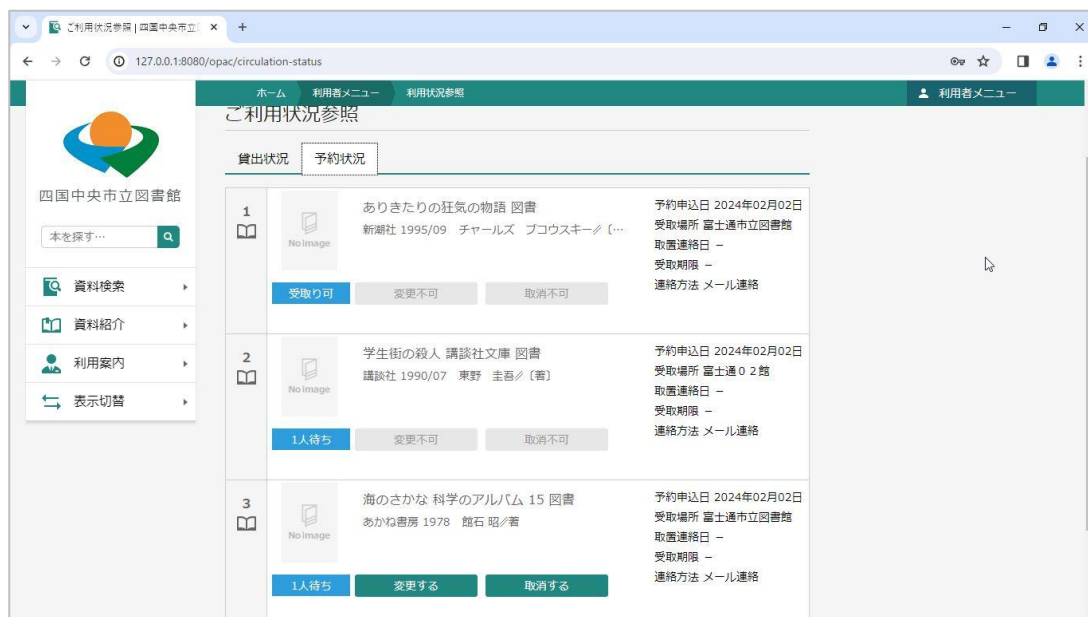 ご利用状況参照 | 四国中央市立
127.0.0.1:8080/opac/circulation-status
ホーム 利用者メニュー 利用状況参照
利用者メニュー
四国中央市立図書館
本を探す…
資料検索
資料紹介
利用案内
表示切替
ご利用状況参照
貸出状況 予約状況
1
No image
ありきたりの狂気の物語 図書
新潮社 1995/09 チャールズ ブコウスキー∥〔…
受取り可 変更不可 取消不可
予約申込日 2024年02月02日
受取場所 富士通市立図書館
取置連絡日 −
受取期限 −
連絡方法 メール連絡
2
No image
学生街の殺人 講談社文庫 図書
講談社 1990/07 東野 圭吾∥〔著〕
1人待ち 変更不可 取消不可
予約申込日 2024年02月02日
受取場所 富士通０２館
取置連絡日 −
受取期限 −
連絡方法 メール連絡
3
No image
海のさかな 科学のアルバム 15 図書
あかね書房 1978 館石 昭∥著
1人待ち 変更する 取消する
予約申込日 2024年02月02日
受取場所 富士通市立図書館
取置連絡日 −
受取期限 −
連絡方法 メール連絡